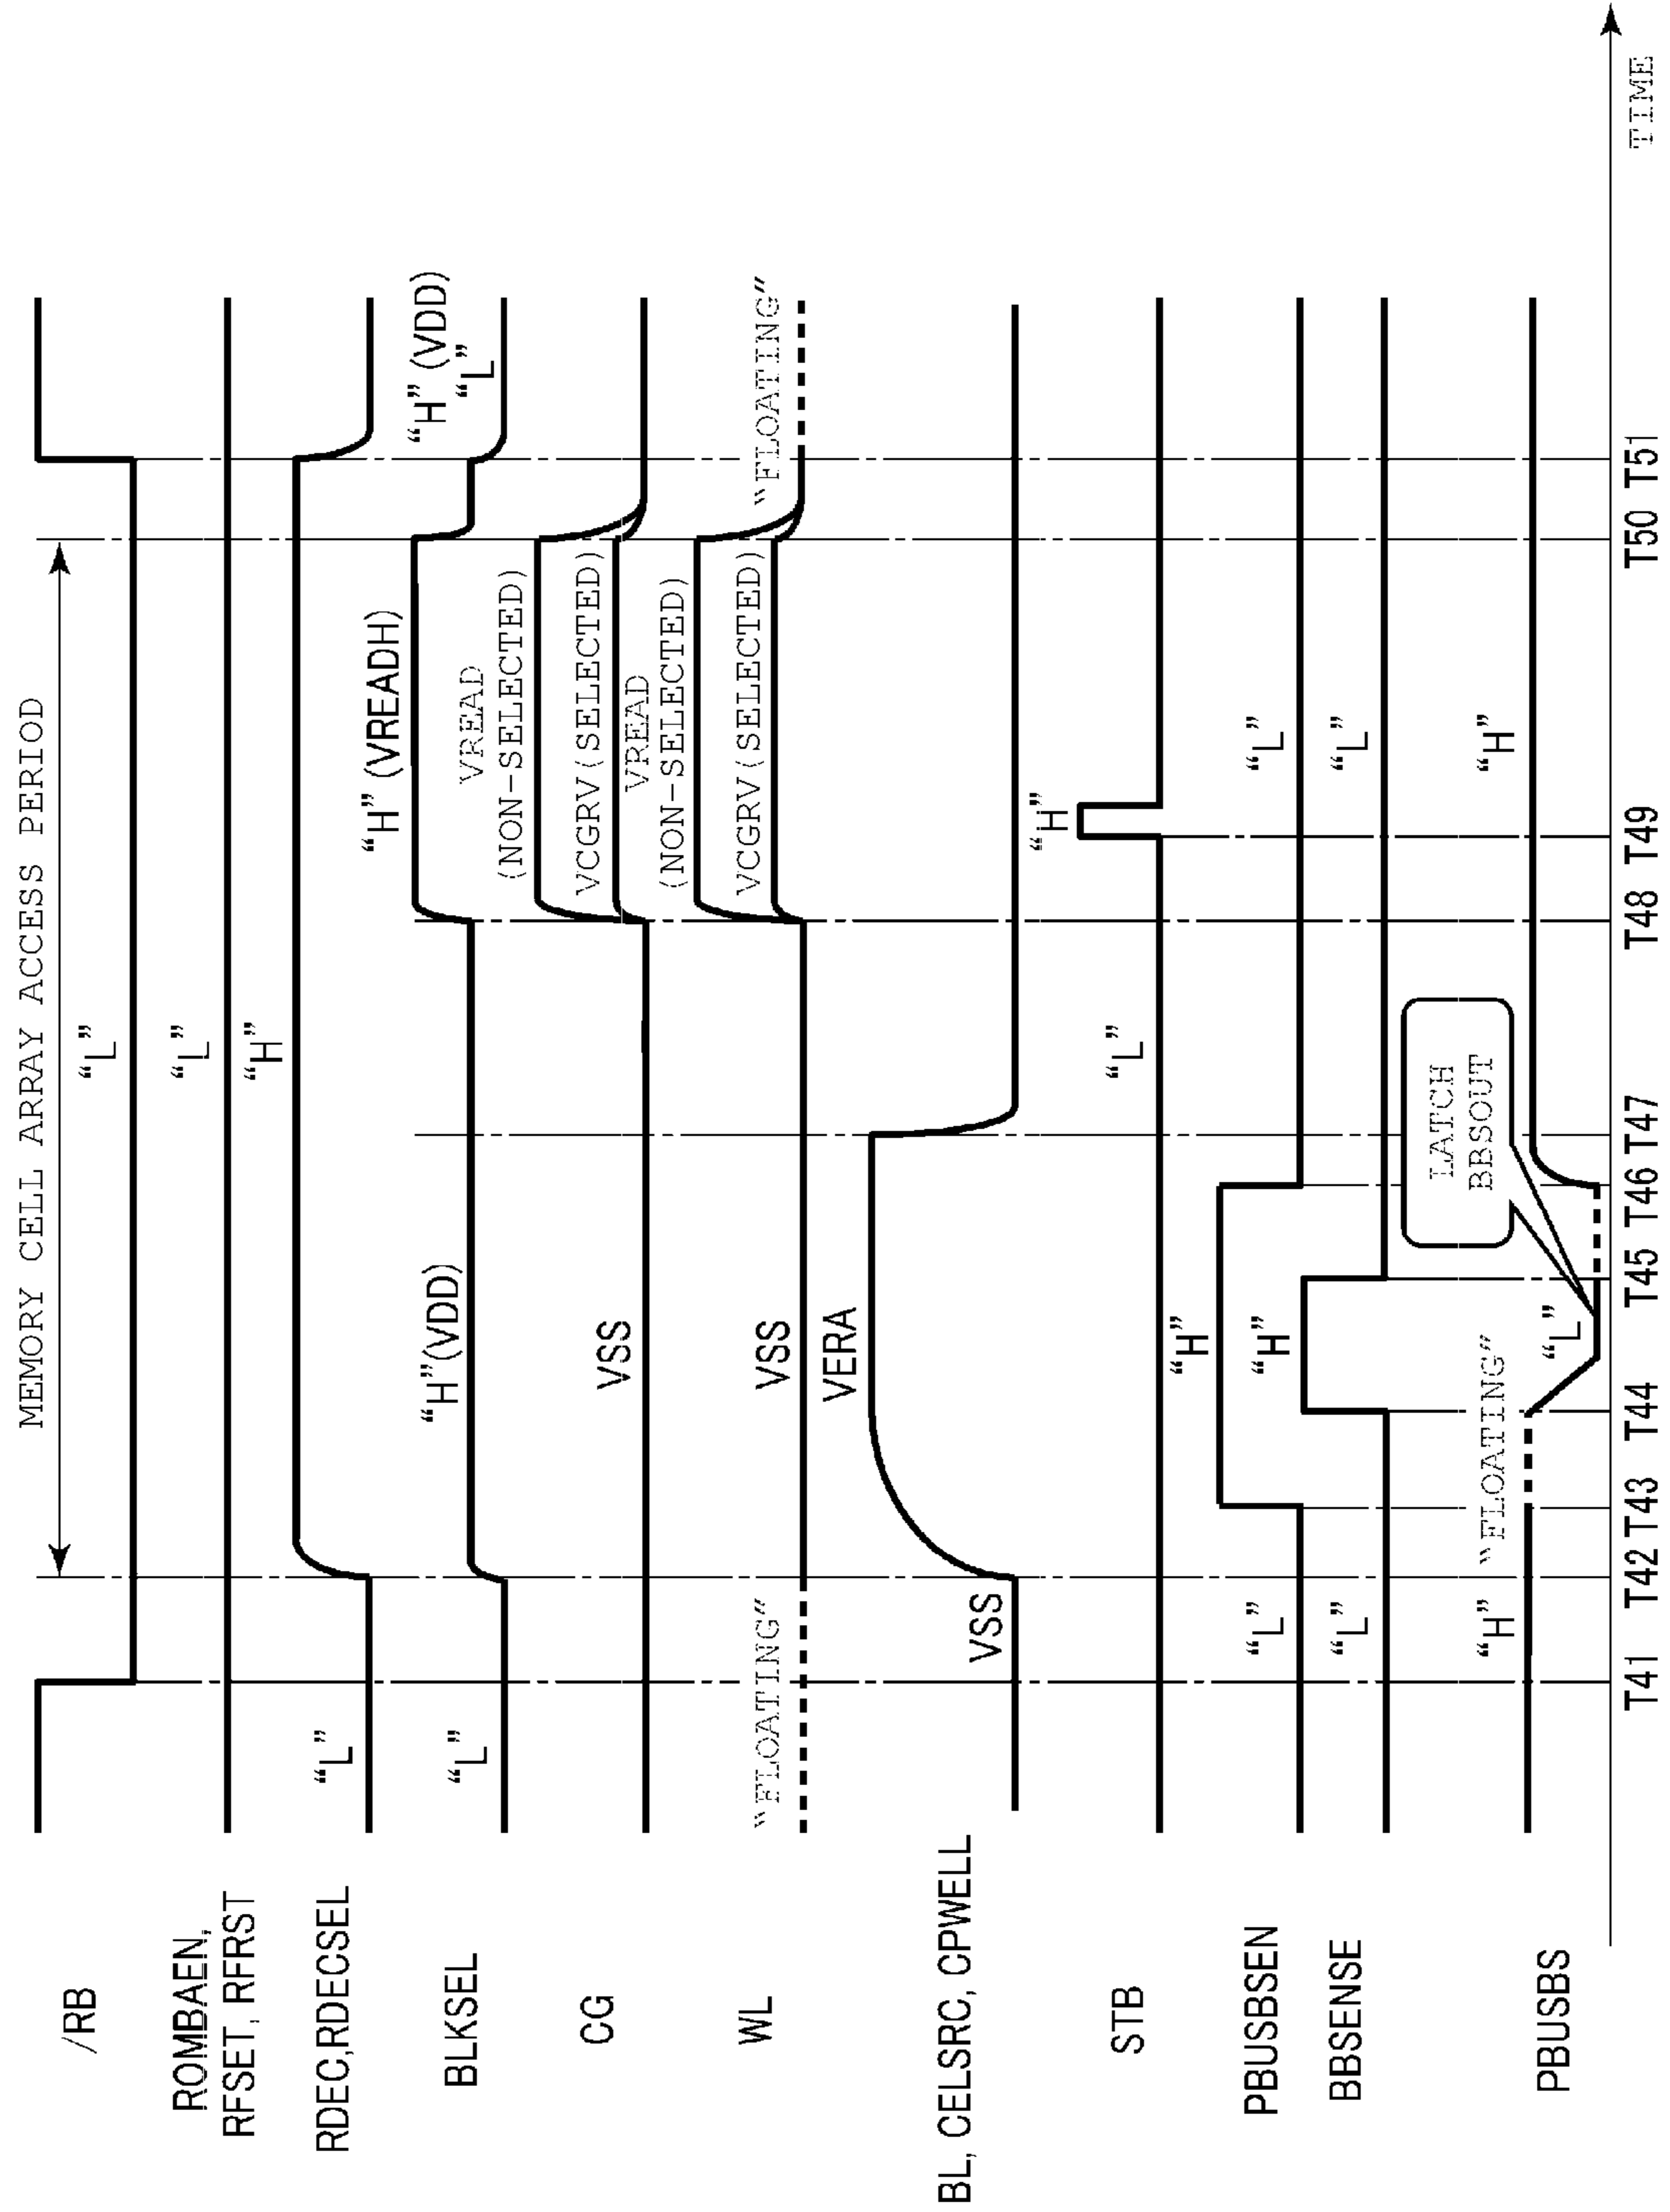 MEMORY CELL ARRAY ACCESS PERIOD
/RB
“L”
ROMBAEN,
RFSET, RFRST
“L”
RDEC,RDECSEL
“L”
“H”
BLKSEL
“L”
“H”(VDD)
“H” (VREADH)
“H” (VDD)
“L”
CG
VSS
VREAD
(NON-SELECTED)
VCGRV(SELECTED)
WL
“FLOATING”
VSS
VREAD
(NON-SELECTED)
VCGRV(SELECTED)
“FLOATING”
BL, CELSRC, CPWELL
VSS
VERA
STB
“L”
“H”
PBUSBSEN
“L”
“H”
“L”
BBSENSE
“L”
“H”
“L”
PBUSBS
“H”
“FLOATING”
“L”
LATCH
BBSOUT
“H”
T41 T42 T43 T44 T45 T46 T47 T48 T49 T50 T51
TIME